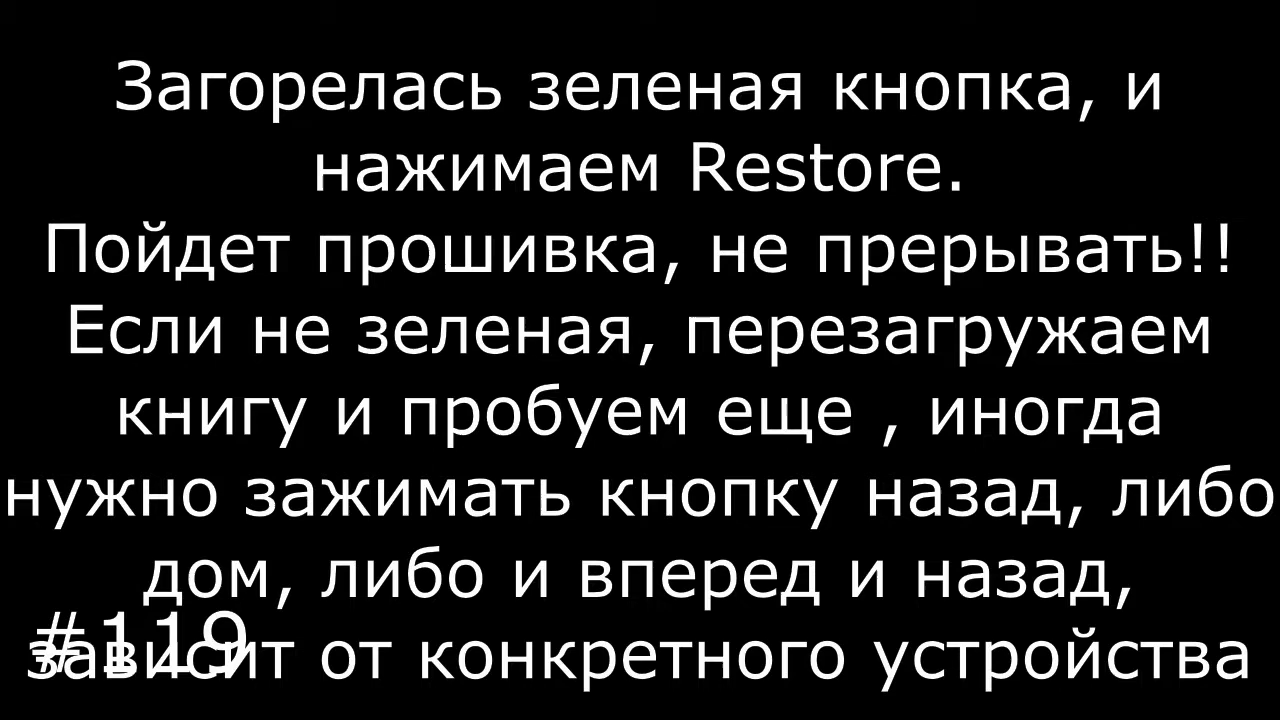 Загорелась зеленая кнопка, и
нажимаем Restore.
Пойдет прошивка, не прерывать!!
Если не зеленая, перезагружаем
книгу и пробуем еще , иногда
нужно зажимать кнопку назад, либо
дом, либо и вперед и назад,
#119
зависит от конкретного устройства